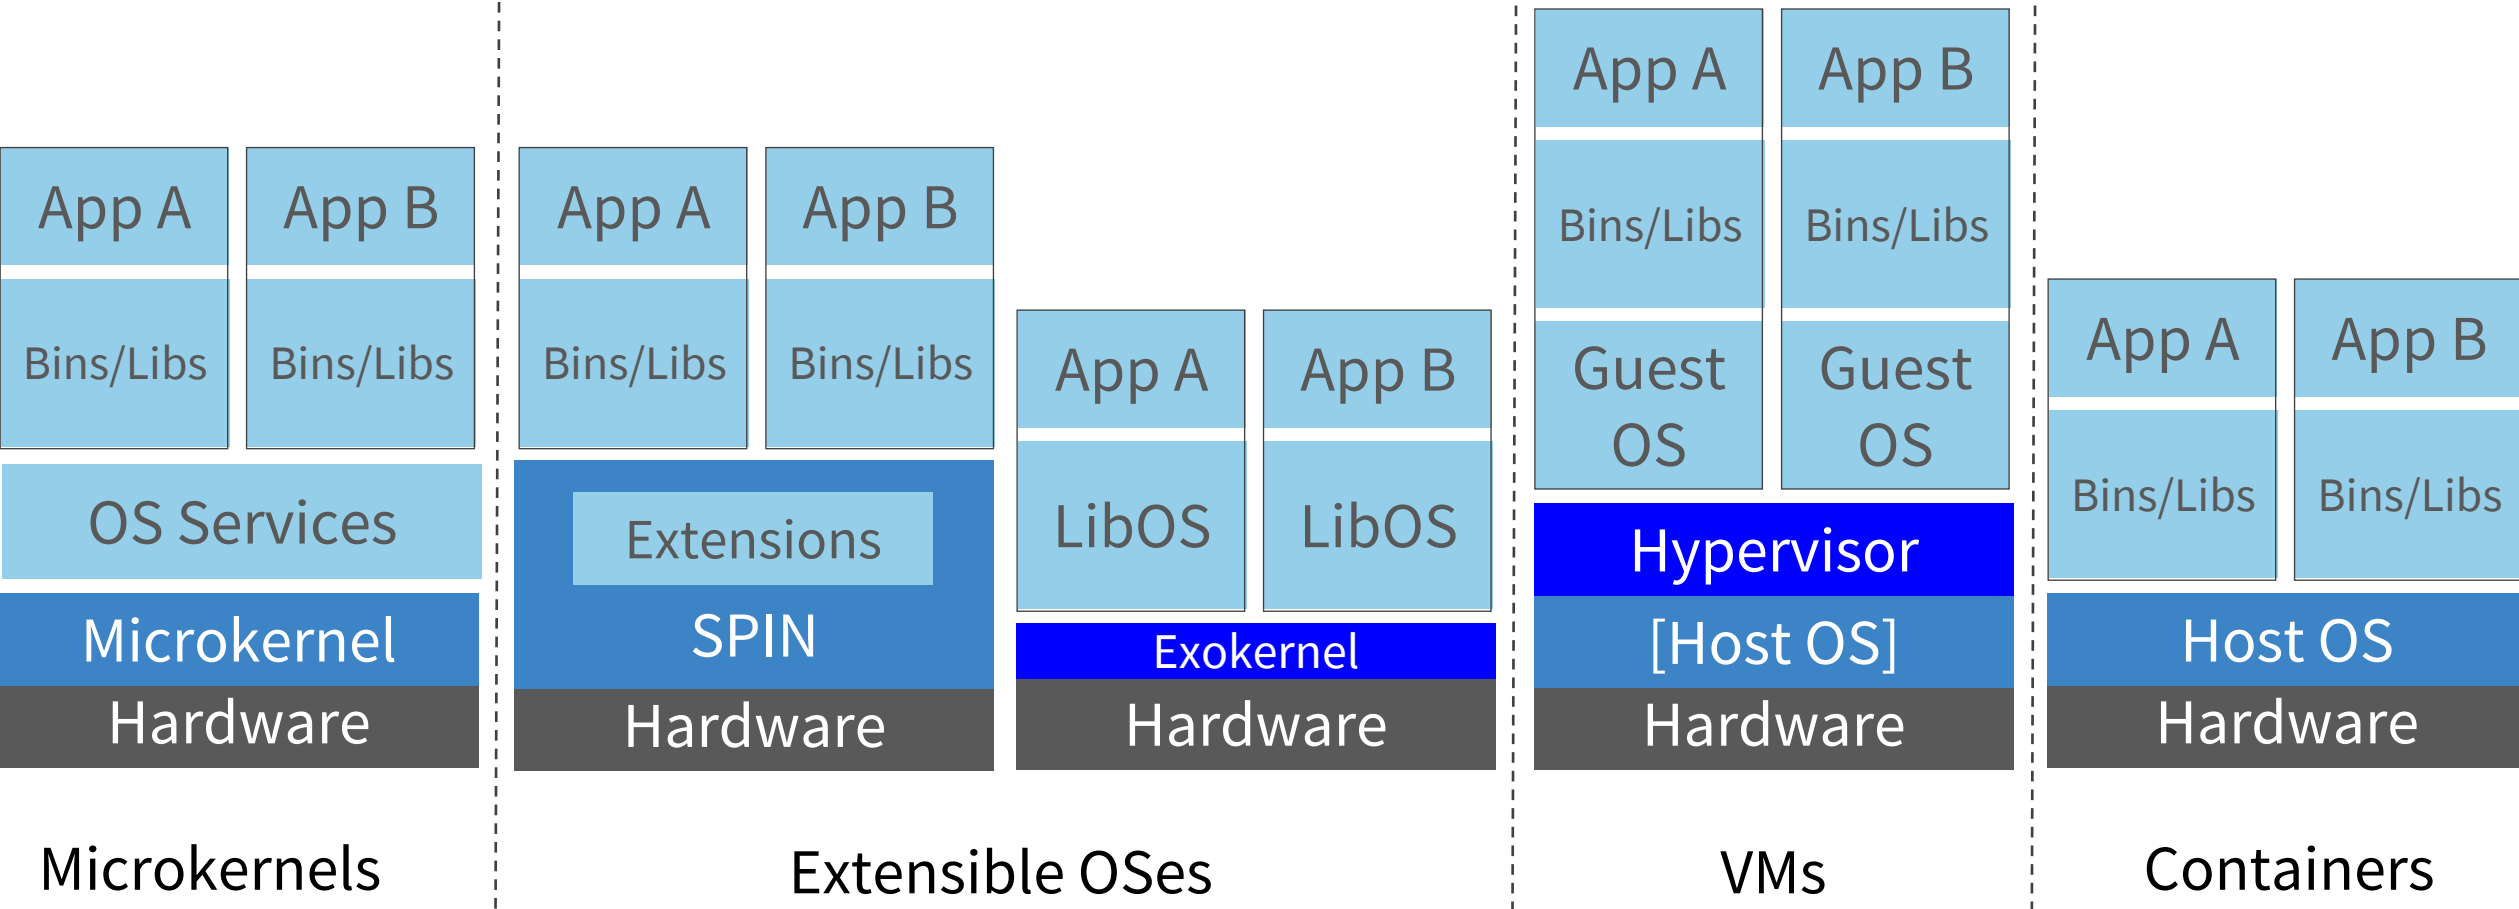 App A
App B
Bins/Libs
Bins/Libs
OS Services
Microkernel
Hardware
Microkernels
App A
App B
Bins/Libs
Bins/Libs
Extensions
SPIN
Hardware
App A
App B
LibOS
LibOS
Exokernel
Hardware
Extensible OSes
App A
App B
Bins/Libs
Bins/Libs
Guest
OS
Guest
OS
Hypervisor
[Host OS]
Hardware
VMs
App A
App B
Bins/Libs
Bins/Libs
Host OS
Hardware
Containers